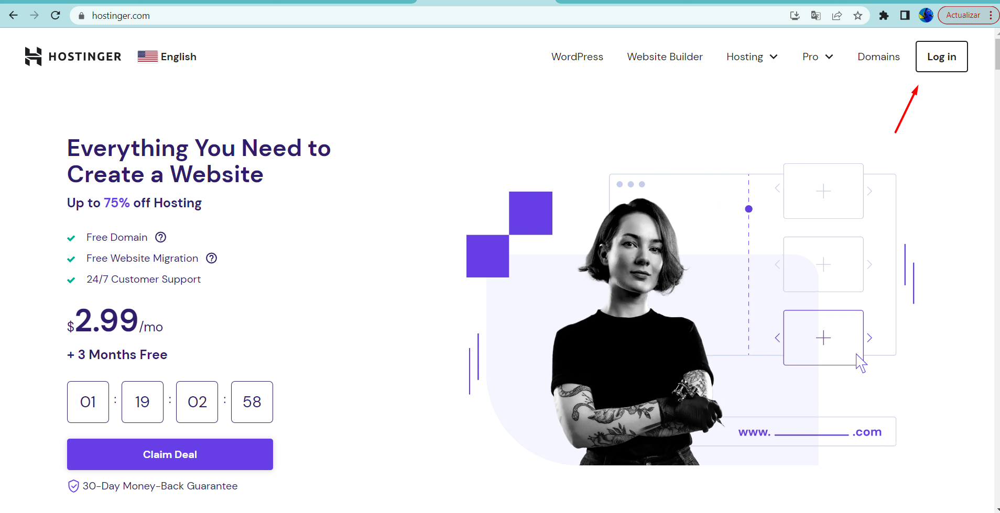 hostinger.com
Actualizar
HOSTINGER English WordPress Website Builder Hosting Pro Domains Log in
Everything You Need to
Create a Website
Up to 75% off Hosting
Free Domain ?
Free Website Migration ?
24/7 Customer Support
$2.99/mo
+ 3 Months Free
01 : 19 : 02 : 58
Claim Deal
30-Day Money-Back Guarantee
www. ___________ .com